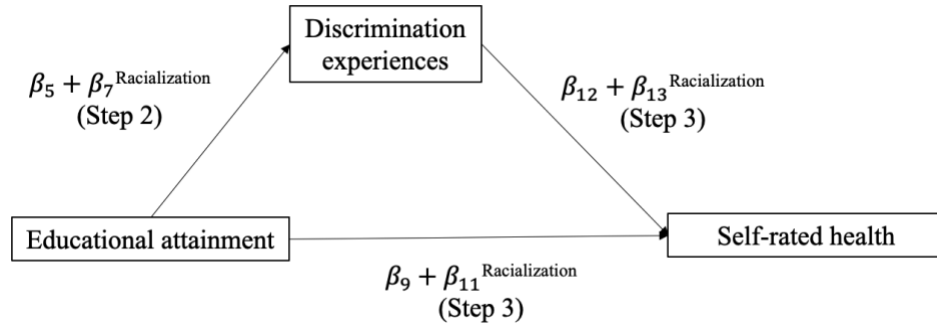 Discrimination
experiences
β₅ + β₇ᴿᵃᶜⁱᵃˡⁱᶻᵃᵗⁱᵒⁿ
(Step 2)
β₁₂ + β₁₃ᴿᵃᶜⁱᵃˡⁱᶻᵃᵗⁱᵒⁿ
(Step 3)
Educational attainment
Self-rated health
β₉ + β₁₁ᴿᵃᶜⁱᵃˡⁱᶻᵃᵗⁱᵒⁿ
(Step 3)